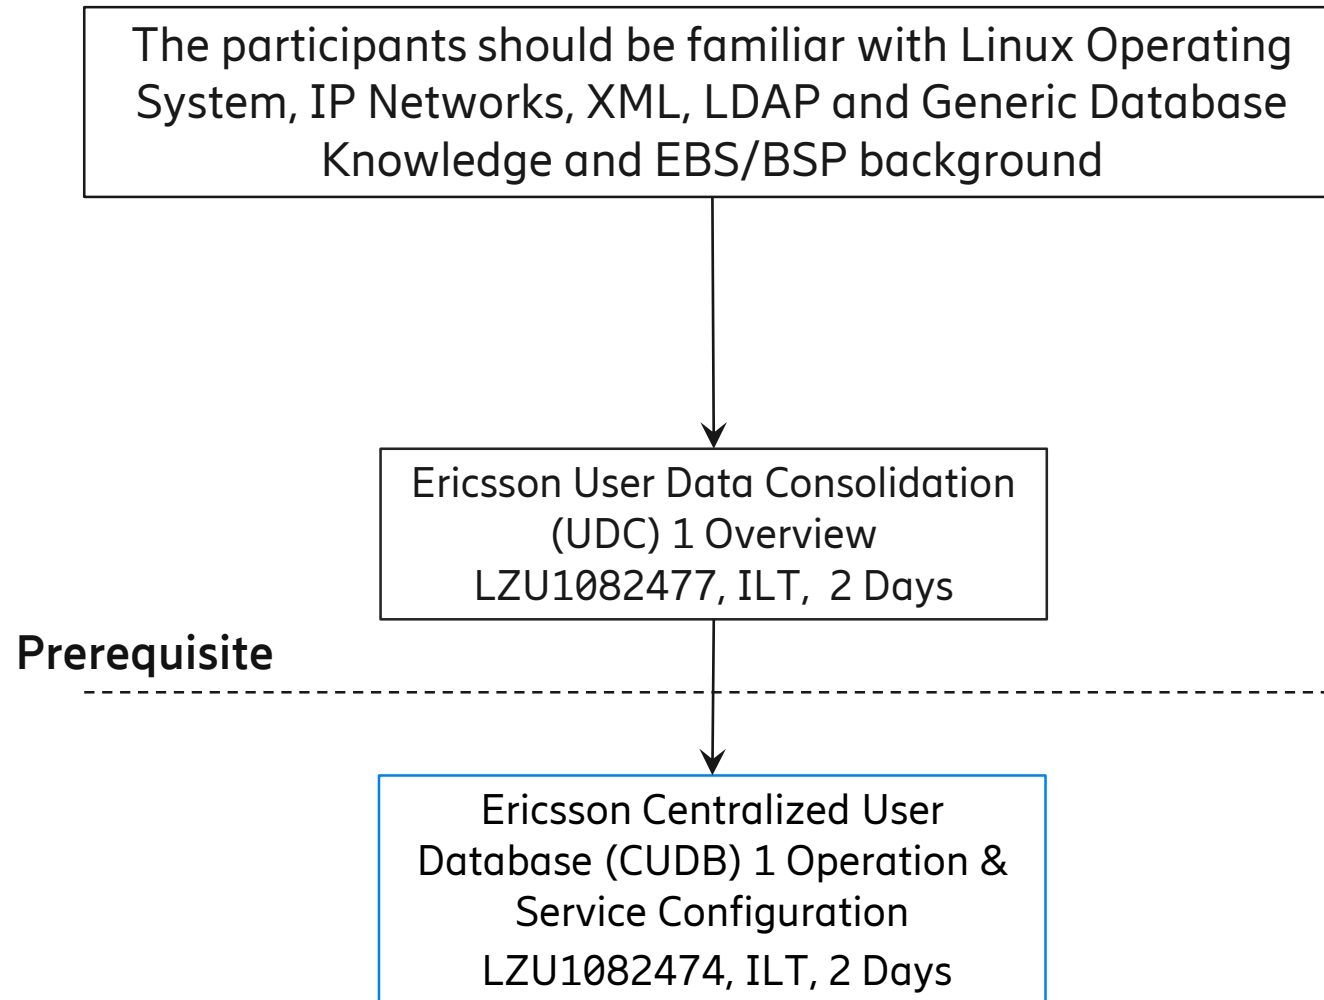 The participants should be familiar with Linux Operating
System, IP Networks, XML, LDAP and Generic Database
Knowledge and EBS/BSP background
Ericsson User Data Consolidation
(UDC) 1 Overview
LZU1082477, ILT, 2 Days
Prerequisite
Ericsson Centralized User
Database (CUDB) 1 Operation &
Service Configuration
LZU1082474, ILT, 2 Days